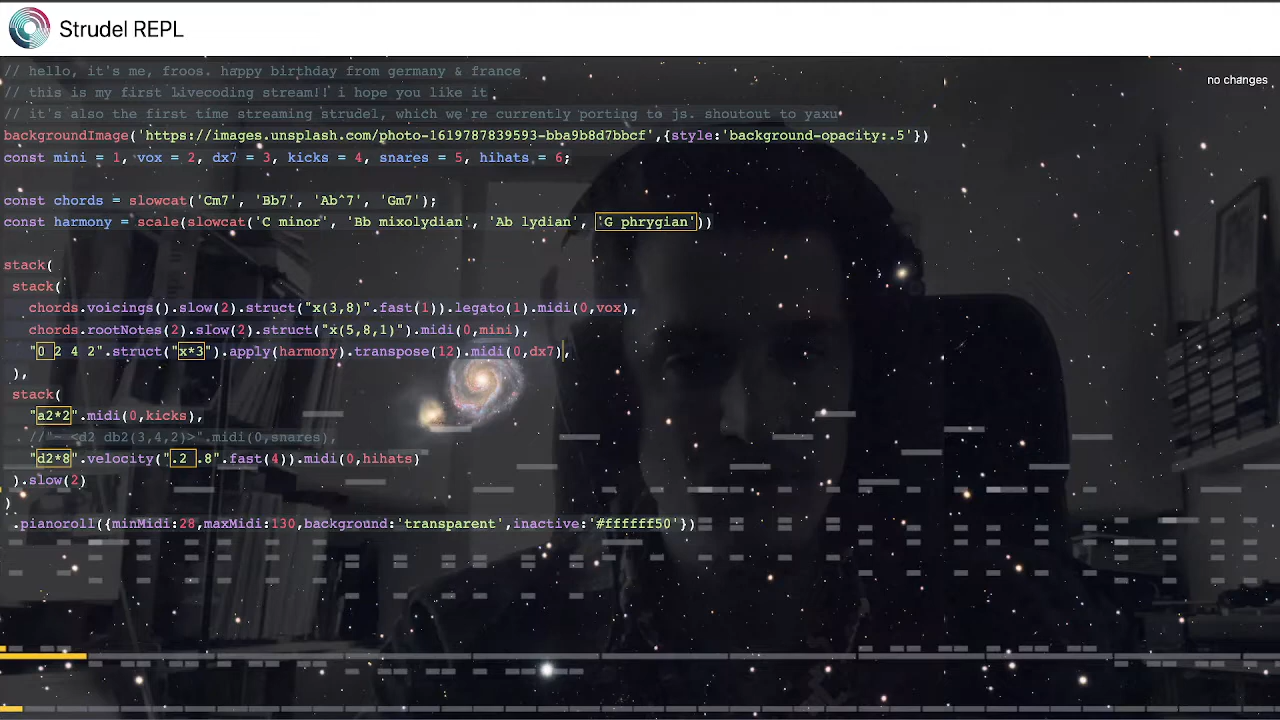 Strudel REPL
no changes
// hello, it's me, froos. happy birthday from germany & france
// this is my first livecoding stream!! i hope you like it
// it's also the first time streaming strudel, which we're currently porting to js. shoutout to yaxu
backgroundImage('https://images.unsplash.com/photo-1619787839593-bba9b8d7bbcf',{style:'background-opacity:.5'})
const mini = 1, vox = 2, dx7 = 3, kicks = 4, snares = 5, hihats = 6;
const chords = slowcat('Cm7', 'Bb7', 'Ab^7', 'Gm7');
const harmony = scale(slowcat('C minor', 'Bb mixolydian', 'Ab lydian', 'G phrygian'))
stack(
stack(
chords.voicings().slow(2).struct("x(3,8)".fast(1)).legato(1).midi(0,vox),
chords.rootNotes(2).slow(2).struct("x(5,8,1)").midi(0,mini),
"0 2 4 2".struct("x*3").apply(harmony).transpose(12).midi(0,dx7),
),
stack(
"a2*2".midi(0,kicks),
//"~ <d2 db2(3,4,2)>".midi(0,snares),
"d2*8".velocity(".2 .8".fast(4)).midi(0,hihats)
).slow(2)
)
.pianoroll({minMidi:28,maxMidi:130,background:'transparent',inactive:'#ffffff50'})